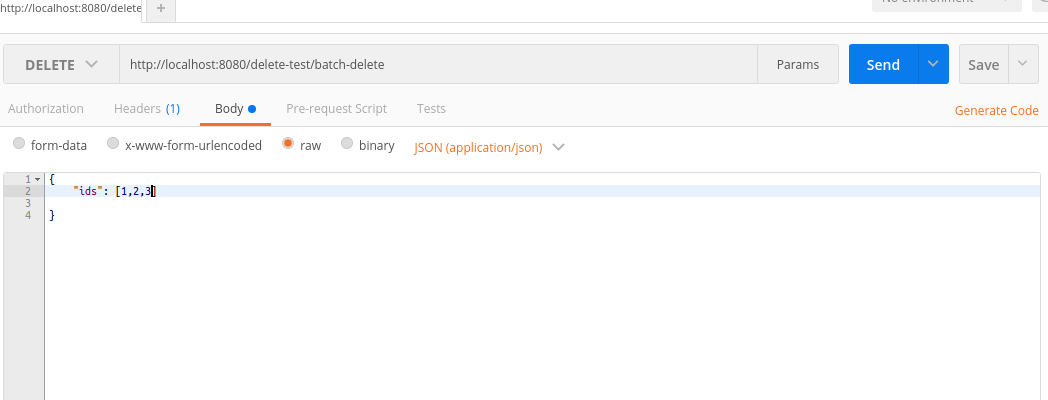 http://localhost:8080/delete +
No environment
DELETE http://localhost:8080/delete-test/batch-delete Params Send Save
Authorization Headers (1) Body Pre-request Script Tests Generate Code
form-data x-www-form-urlencoded raw binary JSON (application/json)
1 {
2 "ids": [1,2,3]
3
4 }